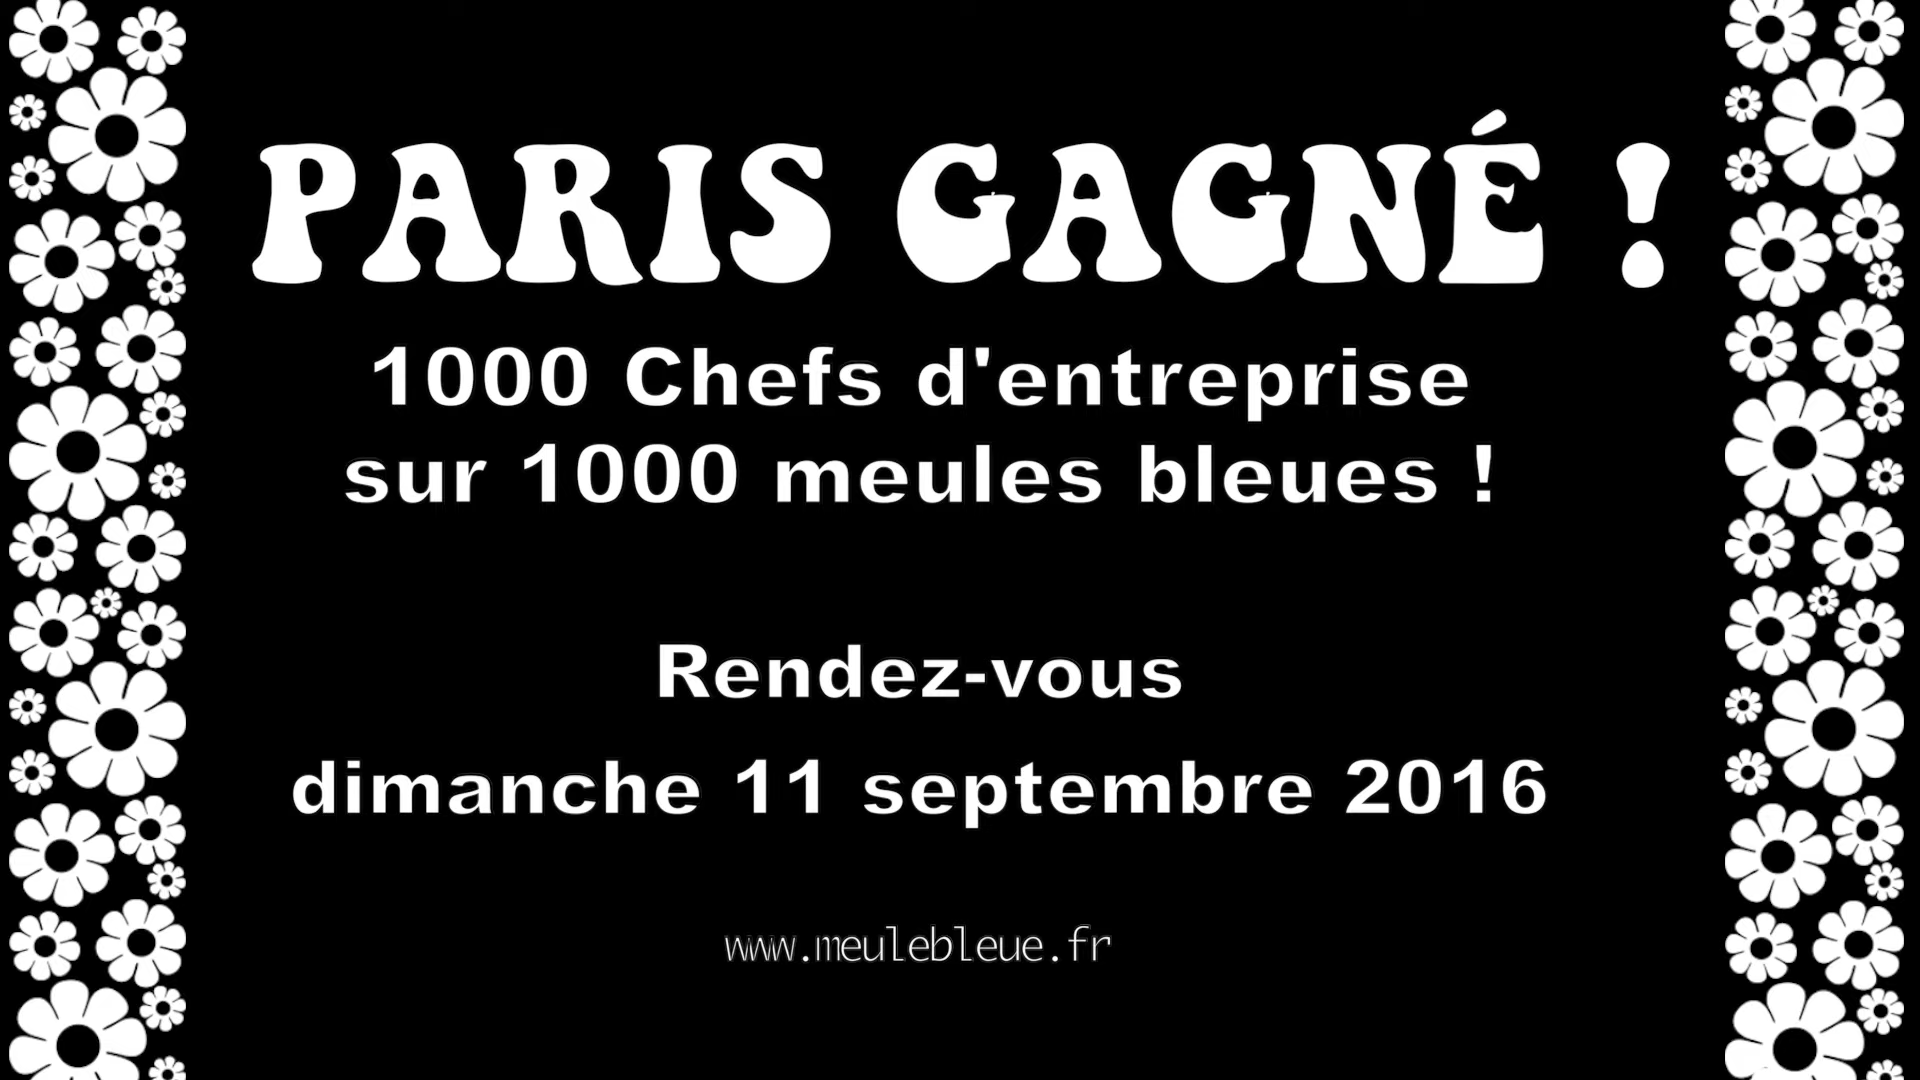 PARIS GAGNÉ !
1000 Chefs d'entreprise
sur 1000 meules bleues !
Rendez-vous
dimanche 11 septembre 2016
www.meulebleue.fr